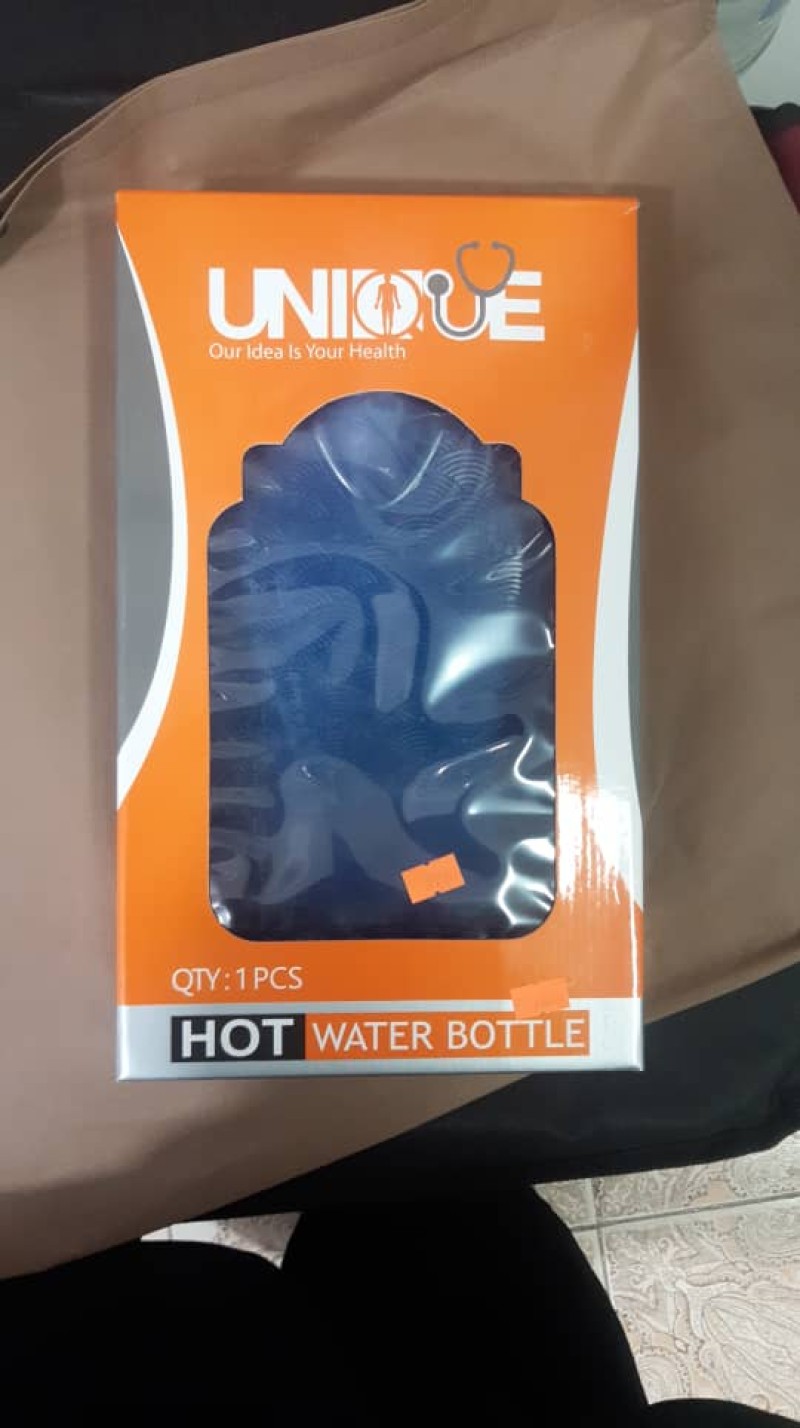 UNIQUE
Our Idea Is Your Health
QTY: 1 PCS
HOT WATER BOTTLE